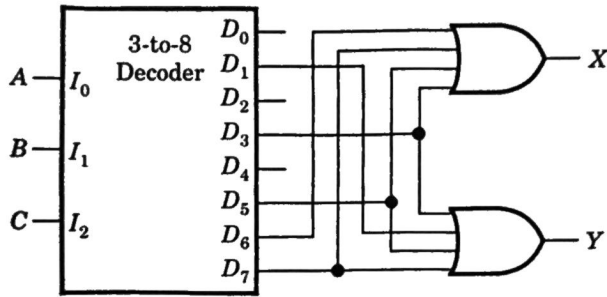 3-to-8
Decoder
A
B
C
I₀
I₁
I₂
D₀
D₁
D₂
D₃
D₄
D₅
D₆
D₇
X
Y